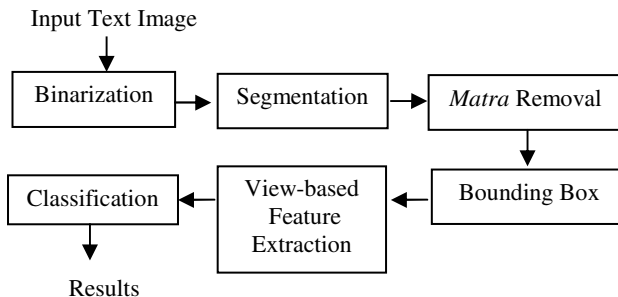 Input Text Image
Binarization
Segmentation
Matra Removal
Bounding Box
View-based
Feature
Extraction
Classification
Results